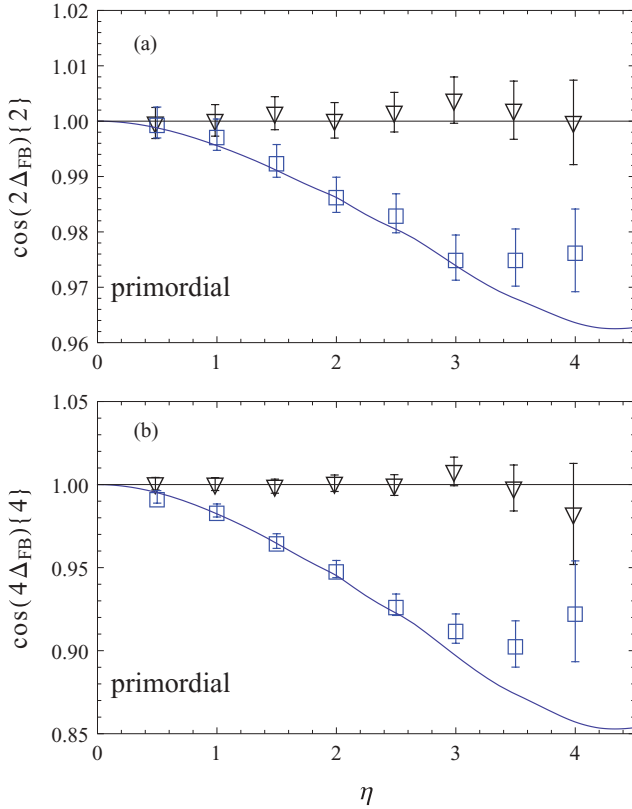 1.02
(a)
1.01
1.00
0.99
0.98
0.97
0.96
cos(2Δ_FB){2}
primordial
0 1 2 3 4
1.05
(b)
1.00
0.95
0.90
0.85
cos(4Δ_FB){4}
primordial
0 1 2 3 4
η